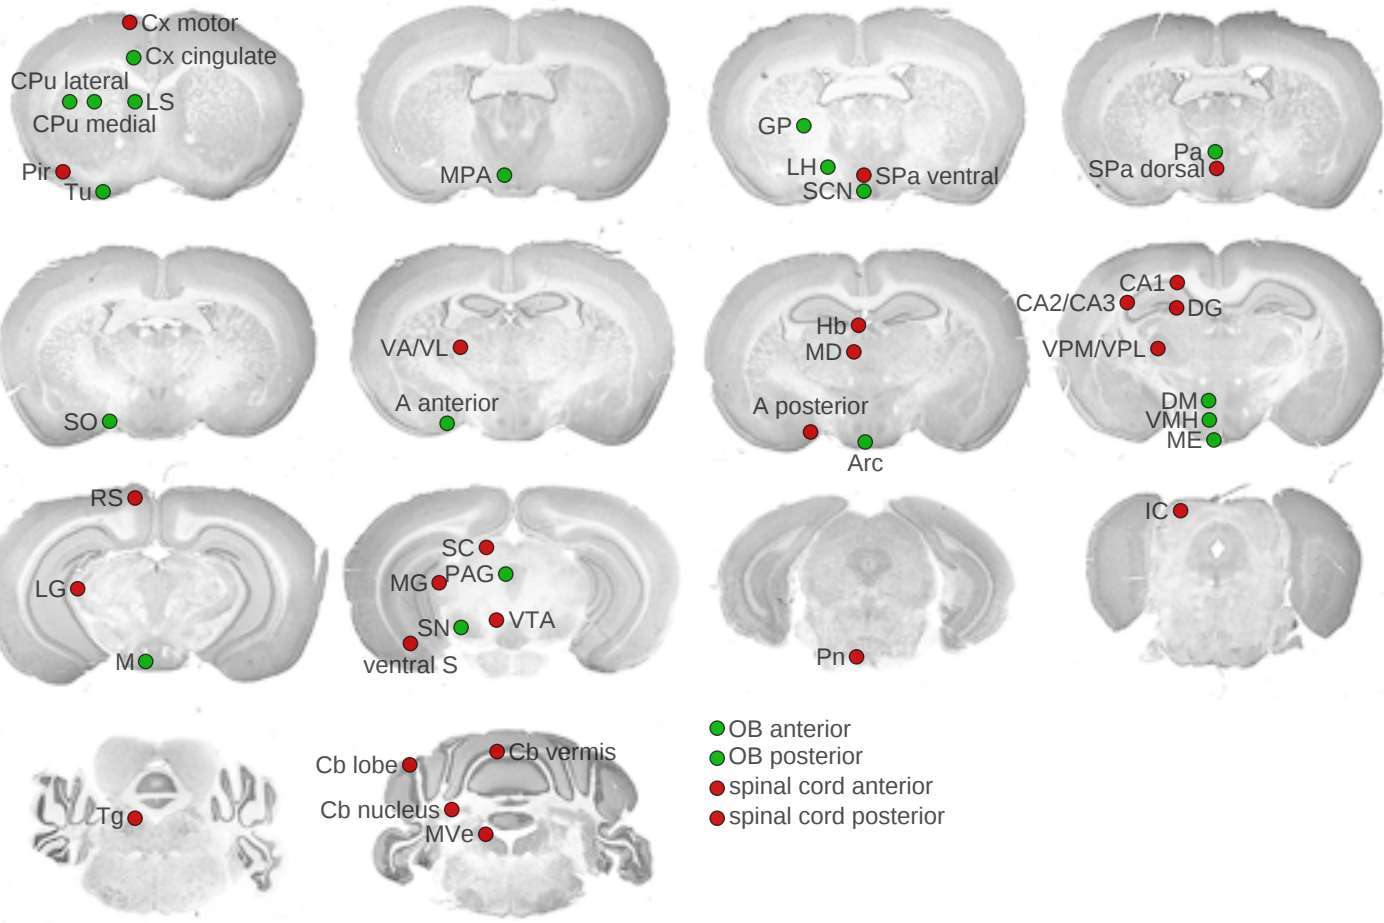 Cx motor
Cx cingulate
CPu lateral
LS
CPu medial
Pir
Tu
MPA
GP
LH
SPa ventral
SCN
Pa
SPa dorsal
SO
VA/VL
A anterior
Hb
MD
A posterior
Arc
CA1
CA2/CA3
DG
VPM/VPL
DM
VMH
ME
RS
LG
M
SC
MG
PAG
SN
VTA
ventral S
Pn
IC
Tg
Cb lobe
Cb vermis
Cb nucleus
MVe
OB anterior
OB posterior
spinal cord anterior
spinal cord posterior